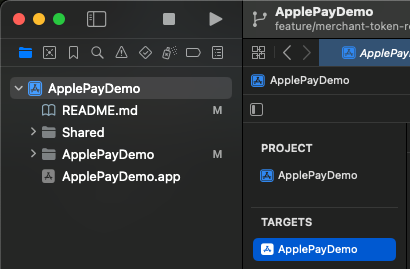 ApplePayDemo
feature/merchant-token-re
ApplePayD
ApplePayDemo
ApplePayDemo
README.md M
Shared
ApplePayDemo M
ApplePayDemo.app
PROJECT
ApplePayDemo
TARGETS
ApplePayDemo